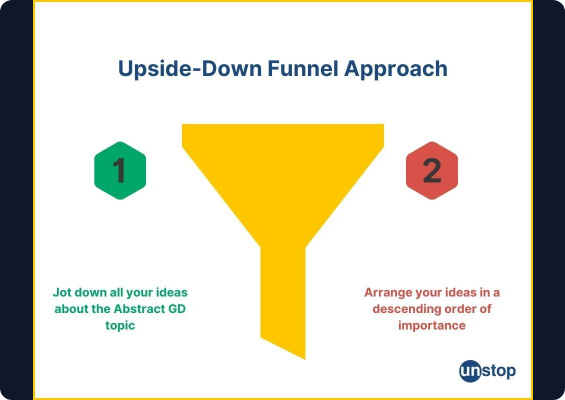 Upside-Down Funnel Approach
1
2
Jot down all your ideas
about the Abstract GD
topic
Arrange your ideas in a
descending order of
importance
unstop